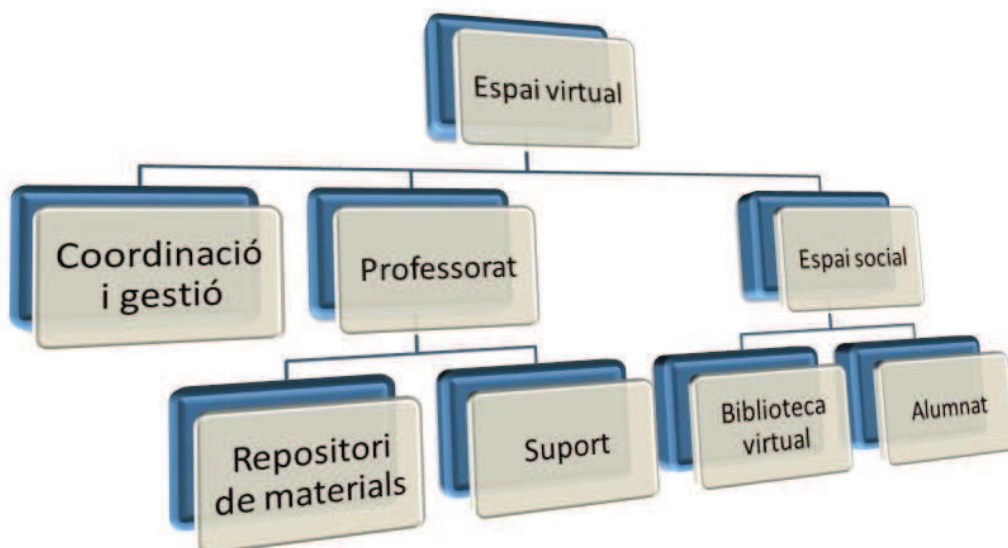 Espai virtual
Coordinació
i gestió
Professorat
Espai social
Repositori
de materials
Suport
Biblioteca
virtual
Alumnat